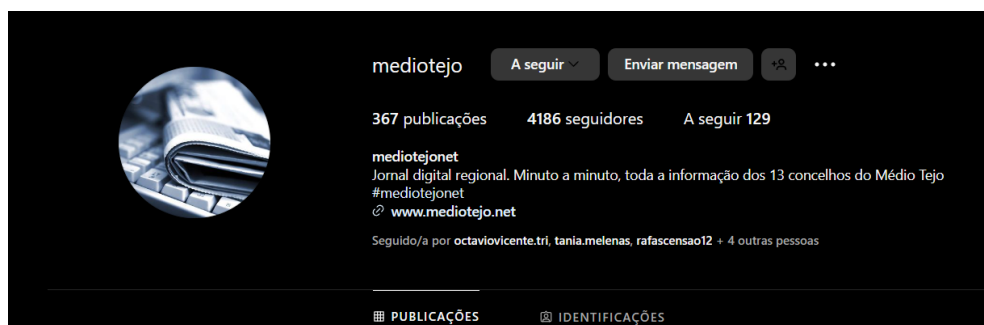 mediotejo A seguir Enviar mensagem
367 publicações 4186 seguidores A seguir 129
mediotejonet
Jornal digital regional. Minuto a minuto, toda a informação dos 13 concelhos do Médio Tejo
#mediotejonet
www.mediotejo.net
Seguido/a por octaviovicente.tri, tania.melenas, rafascensao12 + 4 outras pessoas
PUBLICAÇÕES IDENTIFICAÇÕES